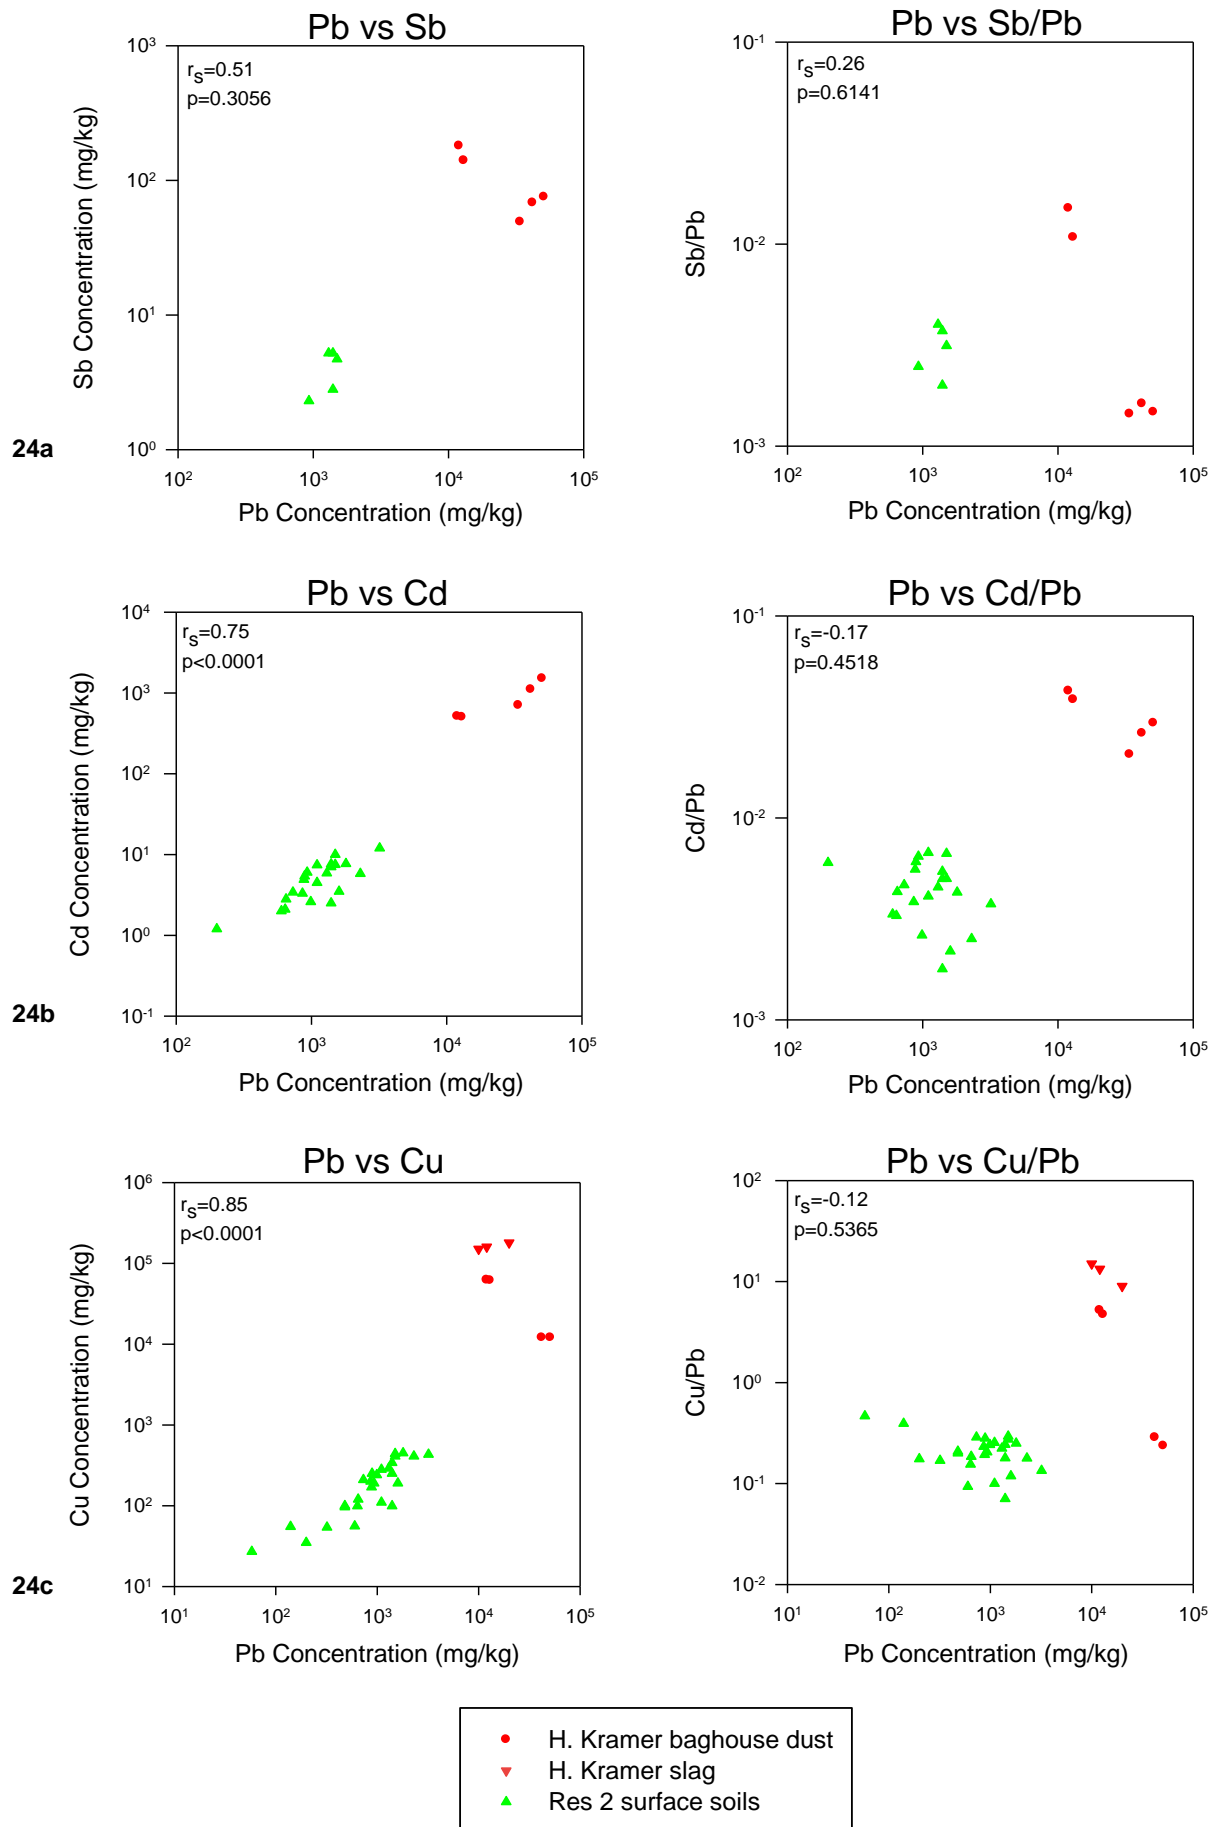 Pb vs Sb
r_S=0.51
p=0.3056
10³
10²
10¹
10⁰
Sb Concentration (mg/kg)
10² 10³ 10⁴ 10⁵
Pb Concentration (mg/kg)
24a
Pb vs Sb/Pb
r_S=0.26
p=0.6141
10⁻¹
10⁻²
10⁻³
Sb/Pb
10² 10³ 10⁴ 10⁵
Pb Concentration (mg/kg)
Pb vs Cd
r_S=0.75
p<0.0001
10⁴
10³
10²
10¹
10⁰
10⁻¹
Cd Concentration (mg/kg)
10² 10³ 10⁴ 10⁵
Pb Concentration (mg/kg)
24b
Pb vs Cd/Pb
r_S=-0.17
p=0.4518
10⁻¹
10⁻²
10⁻³
Cd/Pb
10² 10³ 10⁴ 10⁵
Pb Concentration (mg/kg)
Pb vs Cu
r_S=0.85
p<0.0001
10⁶
10⁵
10⁴
10³
10²
10¹
Cu Concentration (mg/kg)
10¹ 10² 10³ 10⁴ 10⁵
Pb Concentration (mg/kg)
24c
Pb vs Cu/Pb
r_S=-0.12
p=0.5365
10²
10¹
10⁰
10⁻¹
10⁻²
Cu/Pb
10¹ 10² 10³ 10⁴ 10⁵
Pb Concentration (mg/kg)
H. Kramer baghouse dust
H. Kramer slag
Res 2 surface soils